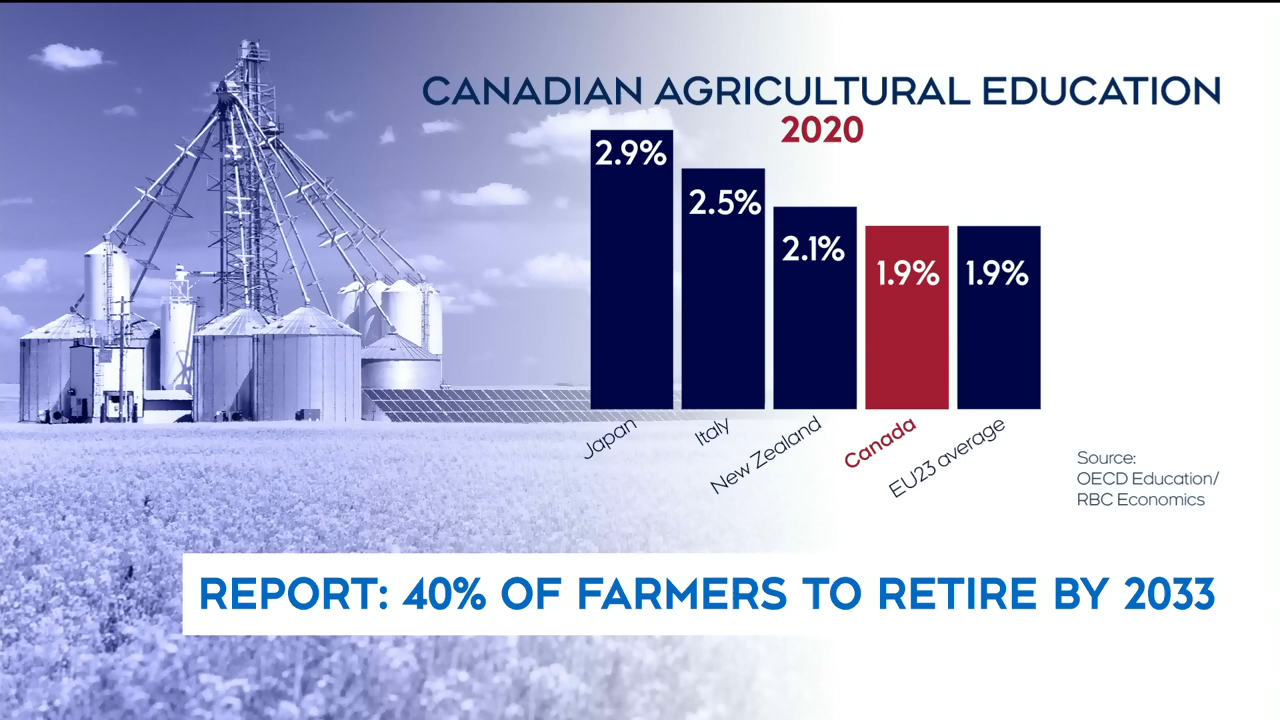 CANADIAN AGRICULTURAL EDUCATION
2020
2.9%
2.5%
2.1%
1.9%
1.9%
Japan
Italy
New Zealand
Canada
EU23 average
Source:
OECD Education/
RBC Economics
REPORT: 40% OF FARMERS TO RETIRE BY 2033